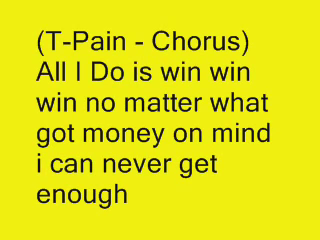 (T-Pain - Chorus)
All I Do is win win
win no matter what
got money on mind
i can never get
enough